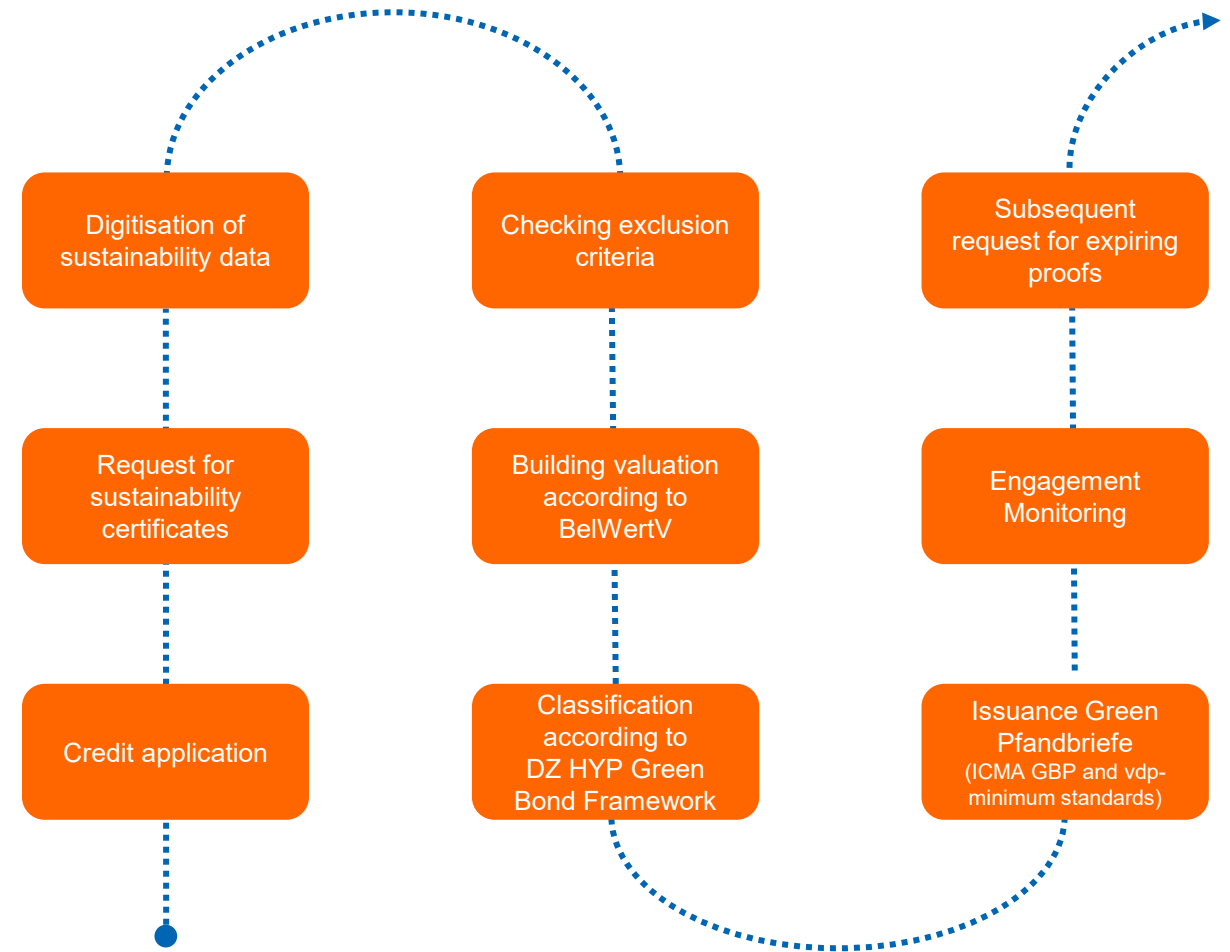 Digitisation of
sustainability data
Checking exclusion
criteria
Subsequent
request for expiring
proofs
Request for
sustainability
certificates
Building valuation
according to
BelWertV
Engagement
Monitoring
Credit application
Classification
according to
DZ HYP Green
Bond Framework
Issuance Green
Pfandbriefe
(ICMA GBP and vdp-
minimum standards)